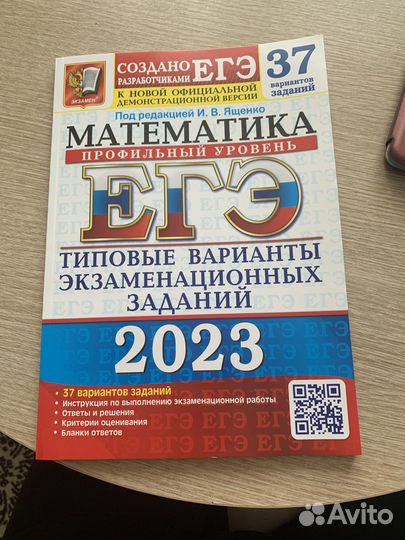 СОЗДАНО
РАЗРАБОТЧИКАМИ ЕГЭ
К НОВОЙ ОФИЦИАЛЬНОЙ
ДЕМОНСТРАЦИОННОЙ ВЕРСИИ
37
вариантов
заданий
ЭКЗАМЕН
Под редакцией И. В. Ященко
МАТЕМАТИКА
ПРОФИЛЬНЫЙ УРОВЕНЬ
ЕГЭ
ТИПОВЫЕ ВАРИАНТЫ
ЭКЗАМЕНАЦИОННЫХ
ЗАДАНИЙ
2023
• 37 вариантов заданий
• Инструкция по выполнению экзаменационной работы
• Ответы и решения
• Критерии оценивания
• Бланки ответов
Avito